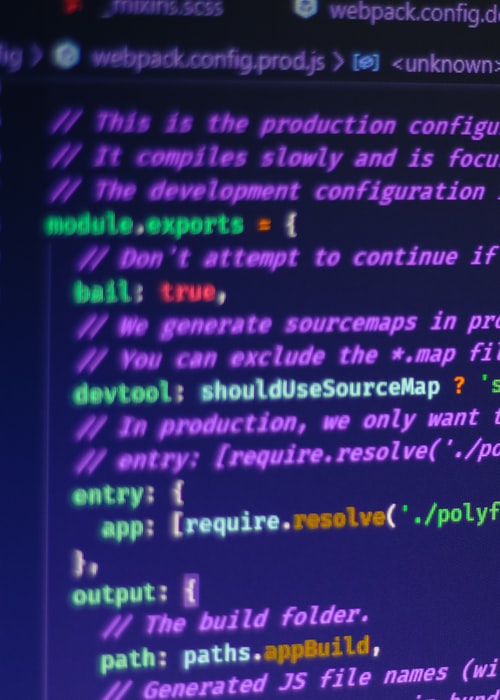 _mixins.scss webpack.config.de
fig > webpack.config.prod.js > [@] <unknown>
// This is the production configu
// It compiles slowly and is focu
// The development configuration
module.exports = {
// Don't attempt to continue if
bail: true,
// We generate sourcemaps in pro
// You can exclude the *.map fil
devtool: shouldUseSourceMap ? 's
// In production, we only want t
// entry: [require.resolve('./po
entry: {
app: [require.resolve('./polyf
},
output: {
// The build folder.
path: paths.appBuild,
// Generated JS file names (wi